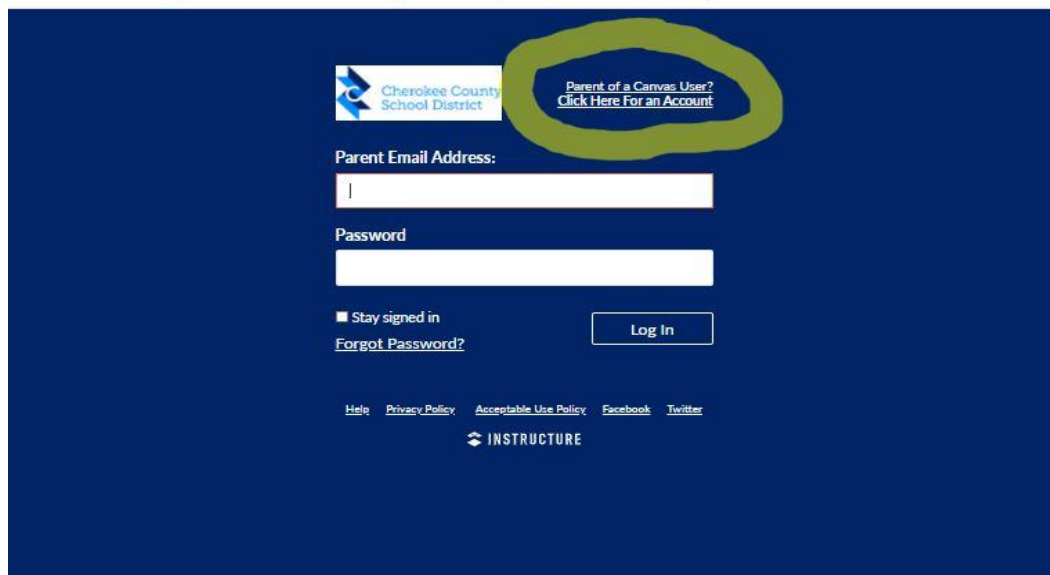 Cherokee County
School District
Parent of a Canvas User?
Click Here For an Account
Parent Email Address:
Password
Stay signed in
Log In
Forgot Password?
Help Privacy Policy Acceptable Use Policy Facebook Twitter
INSTRUCTURE